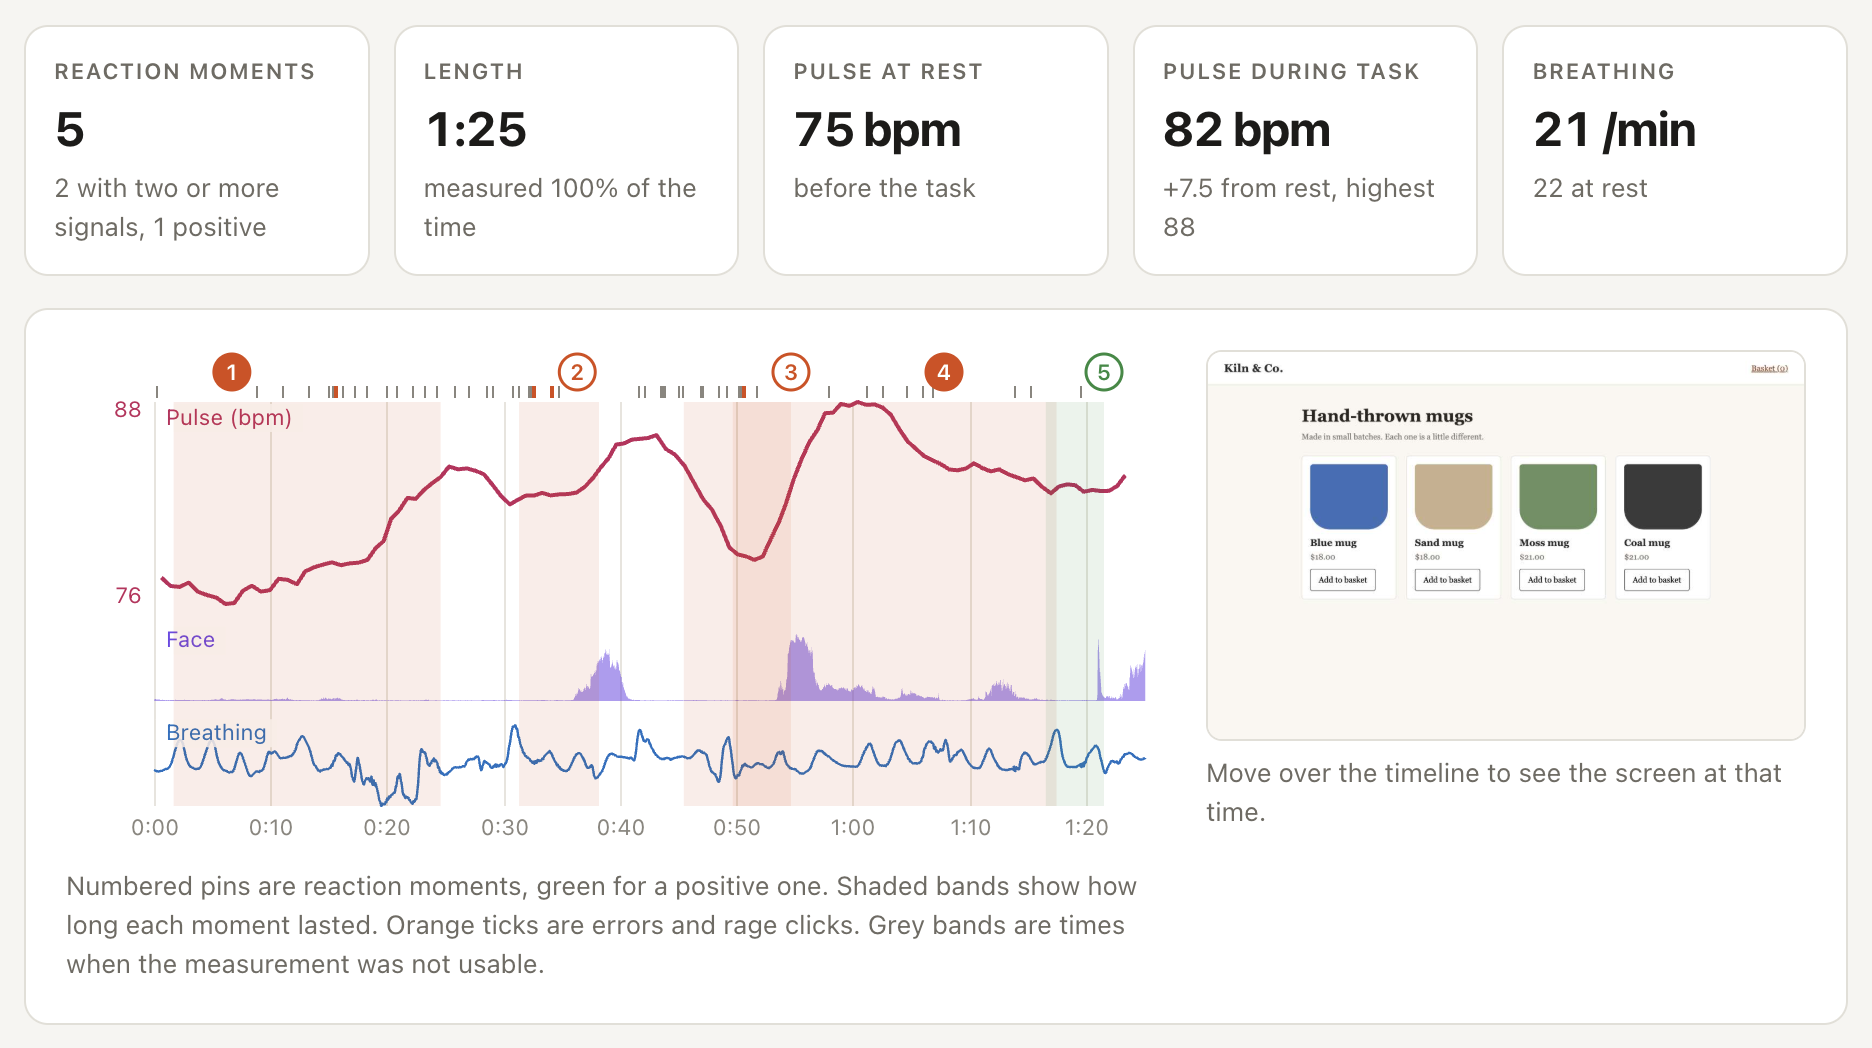 REACTION MOMENTS
5
2 with two or more
signals, 1 positive
LENGTH
1:25
measured 100% of the
time
PULSE AT REST
75 bpm
before the task
PULSE DURING TASK
82 bpm
+7.5 from rest, highest
88
BREATHING
21 /min
22 at rest
1 2 3 4 5
88
Pulse (bpm)
76
Face
Breathing
0:00 0:10 0:20 0:30 0:40 0:50 1:00 1:10 1:20
Numbered pins are reaction moments, green for a positive one. Shaded bands show how
long each moment lasted. Orange ticks are errors and rage clicks. Grey bands are times
when the measurement was not usable.
Kiln & Co. Basket (0)
Hand-thrown mugs
Made in small batches. Each one is a little different.
Blue mug Sand mug Moss mug Coal mug
$18.00 $18.00 $21.00 $21.00
Add to basket Add to basket Add to basket Add to basket
Move over the timeline to see the screen at that
time.